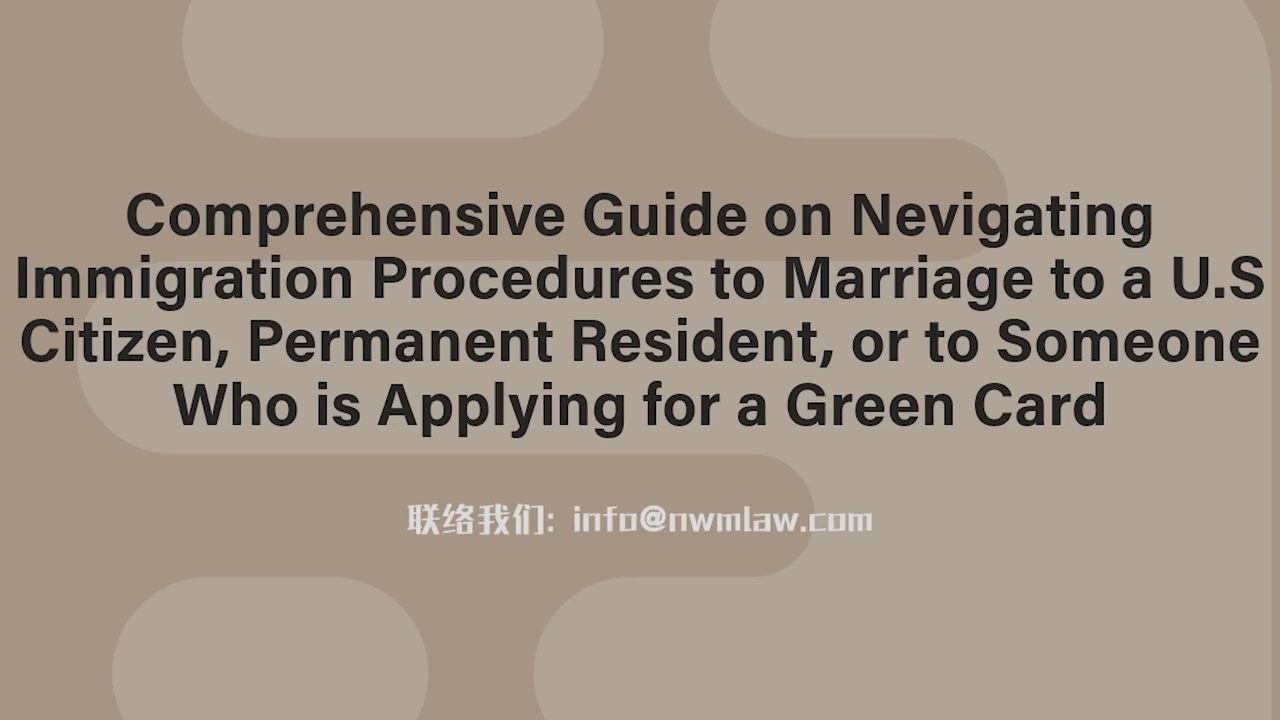 Comprehensive Guide on Nevigating
Immigration Procedures to Marriage to a U.S
Citizen, Permanent Resident, or to Someone
Who is Applying for a Green Card
联络我们: info@nwmlaw.com